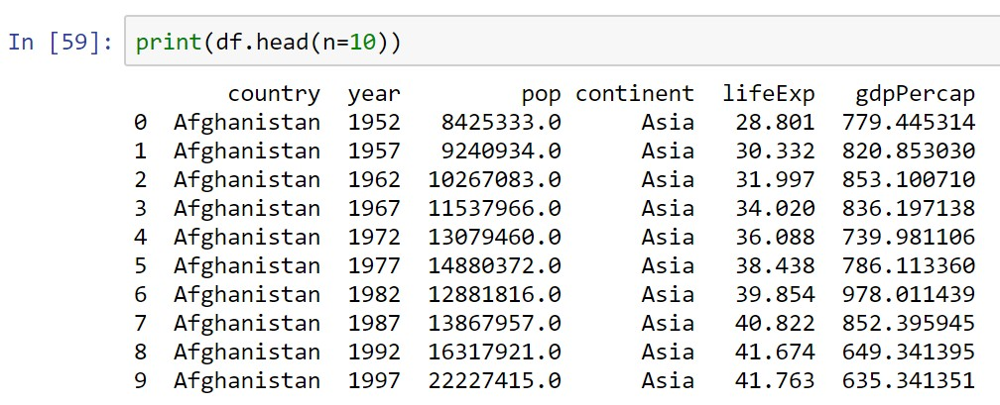 In [59]: print(df.head(n=10))
country year pop continent lifeExp gdpPercap
0 Afghanistan 1952 8425333.0 Asia 28.801 779.445314
1 Afghanistan 1957 9240934.0 Asia 30.332 820.853030
2 Afghanistan 1962 10267083.0 Asia 31.997 853.100710
3 Afghanistan 1967 11537966.0 Asia 34.020 836.197138
4 Afghanistan 1972 13079460.0 Asia 36.088 739.981106
5 Afghanistan 1977 14880372.0 Asia 38.438 786.113360
6 Afghanistan 1982 12881816.0 Asia 39.854 978.011439
7 Afghanistan 1987 13867957.0 Asia 40.822 852.395945
8 Afghanistan 1992 16317921.0 Asia 41.674 649.341395
9 Afghanistan 1997 22227415.0 Asia 41.763 635.341351